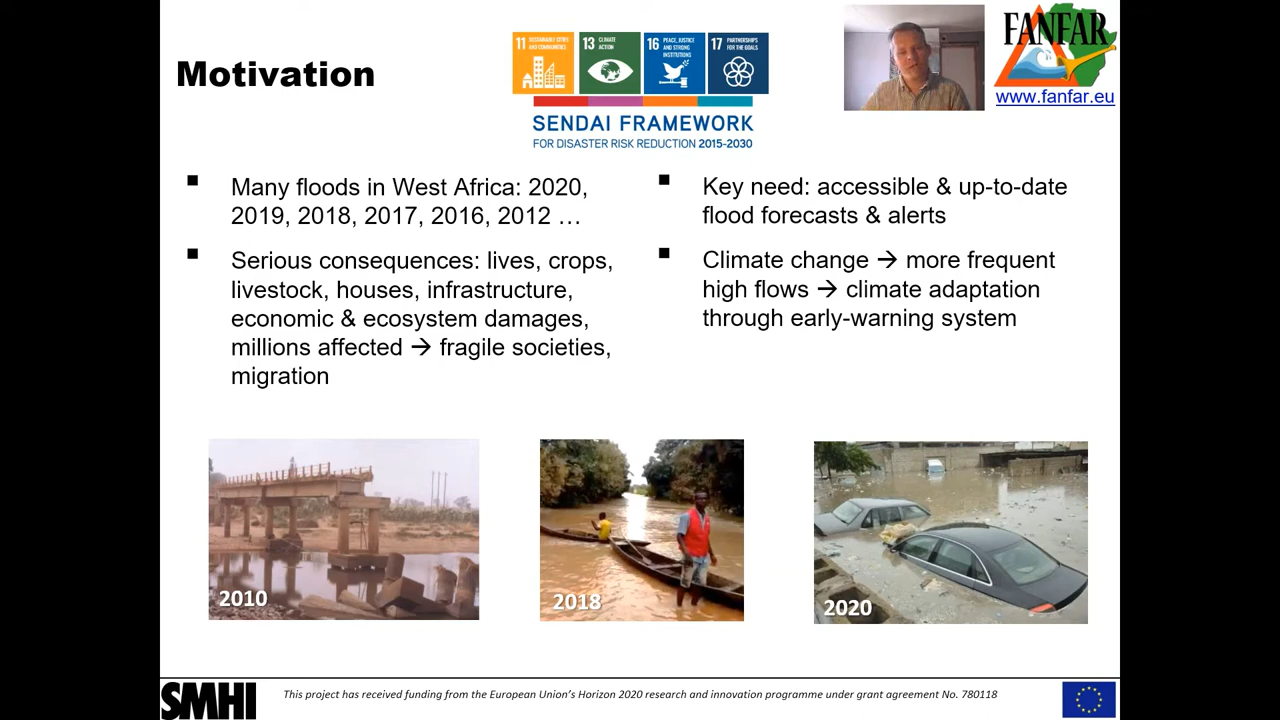 Motivation
11 SUSTAINABLE CITIES AND COMMUNITIES
13 CLIMATE ACTION
16 PEACE, JUSTICE AND STRONG INSTITUTIONS
17 PARTNERSHIPS FOR THE GOALS
SENDAI FRAMEWORK
FOR DISASTER RISK REDUCTION 2015-2030
FANFAR
www.fanfar.eu
▪ Many floods in West Africa: 2020,
2019, 2018, 2017, 2016, 2012 …
▪ Serious consequences: lives, crops,
livestock, houses, infrastructure,
economic & ecosystem damages,
millions affected → fragile societies,
migration
▪ Key need: accessible & up-to-date
flood forecasts & alerts
▪ Climate change → more frequent
high flows → climate adaptation
through early-warning system
2010
2018
2020
SMHI
This project has received funding from the European Union's Horizon 2020 research and innovation programme under grant agreement No. 780118